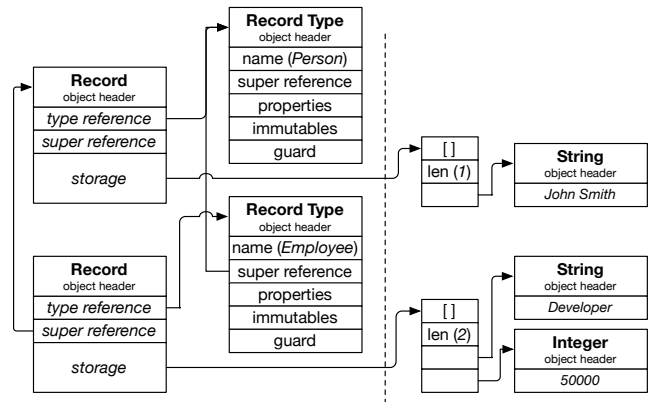 Record Type
object header
name (Person)
super reference
properties
immutables
guard
Record
object header
type reference
super reference
storage
[ ]
len (1)
String
object header
John Smith
Record Type
object header
name (Employee)
super reference
properties
immutables
guard
Record
object header
type reference
super reference
storage
[ ]
len (2)
String
object header
Developer
Integer
object header
50000